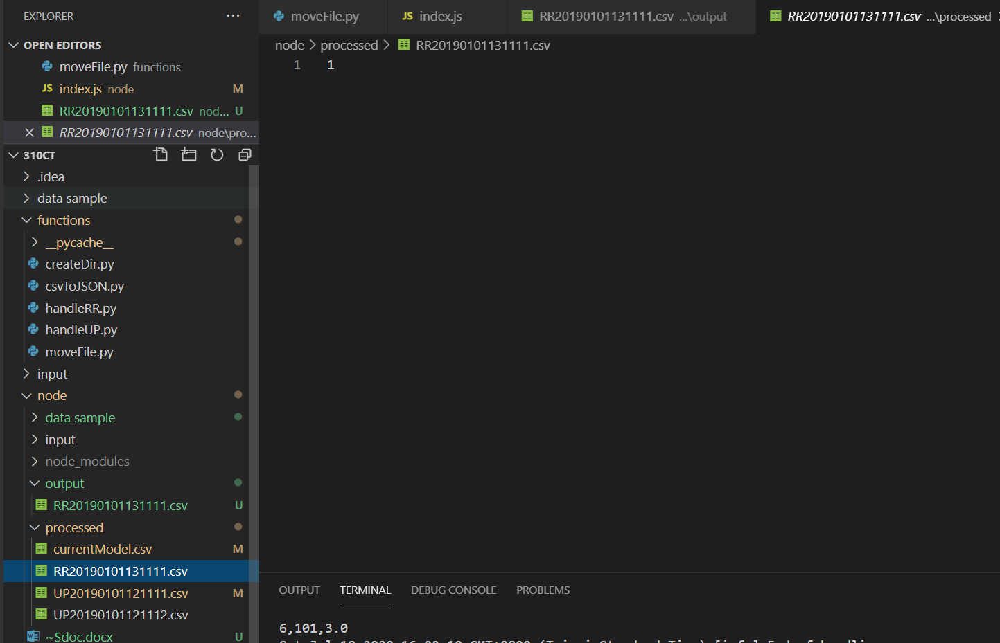 EXPLORER
OPEN EDITORS
moveFile.py functions
JS index.js node M
RR20190101131111.csv nod... U
RR20190101131111.csv node\pro...
310CT
.idea
data sample
functions
__pycache__
createDir.py
csvToJSON.py
handleRR.py
handleUP.py
moveFile.py
input
node
data sample
input
node_modules
output
RR20190101131111.csv U
processed
currentModel.csv M
RR20190101131111.csv
UP20190101121111.csv M
UP20190101121112.csv
~$doc.docx U
moveFile.py
JS index.js
RR20190101131111.csv ...\output
RR20190101131111.csv ...\processed
node > processed > RR20190101131111.csv
1 1
OUTPUT TERMINAL DEBUG CONSOLE PROBLEMS
6,101,3.0